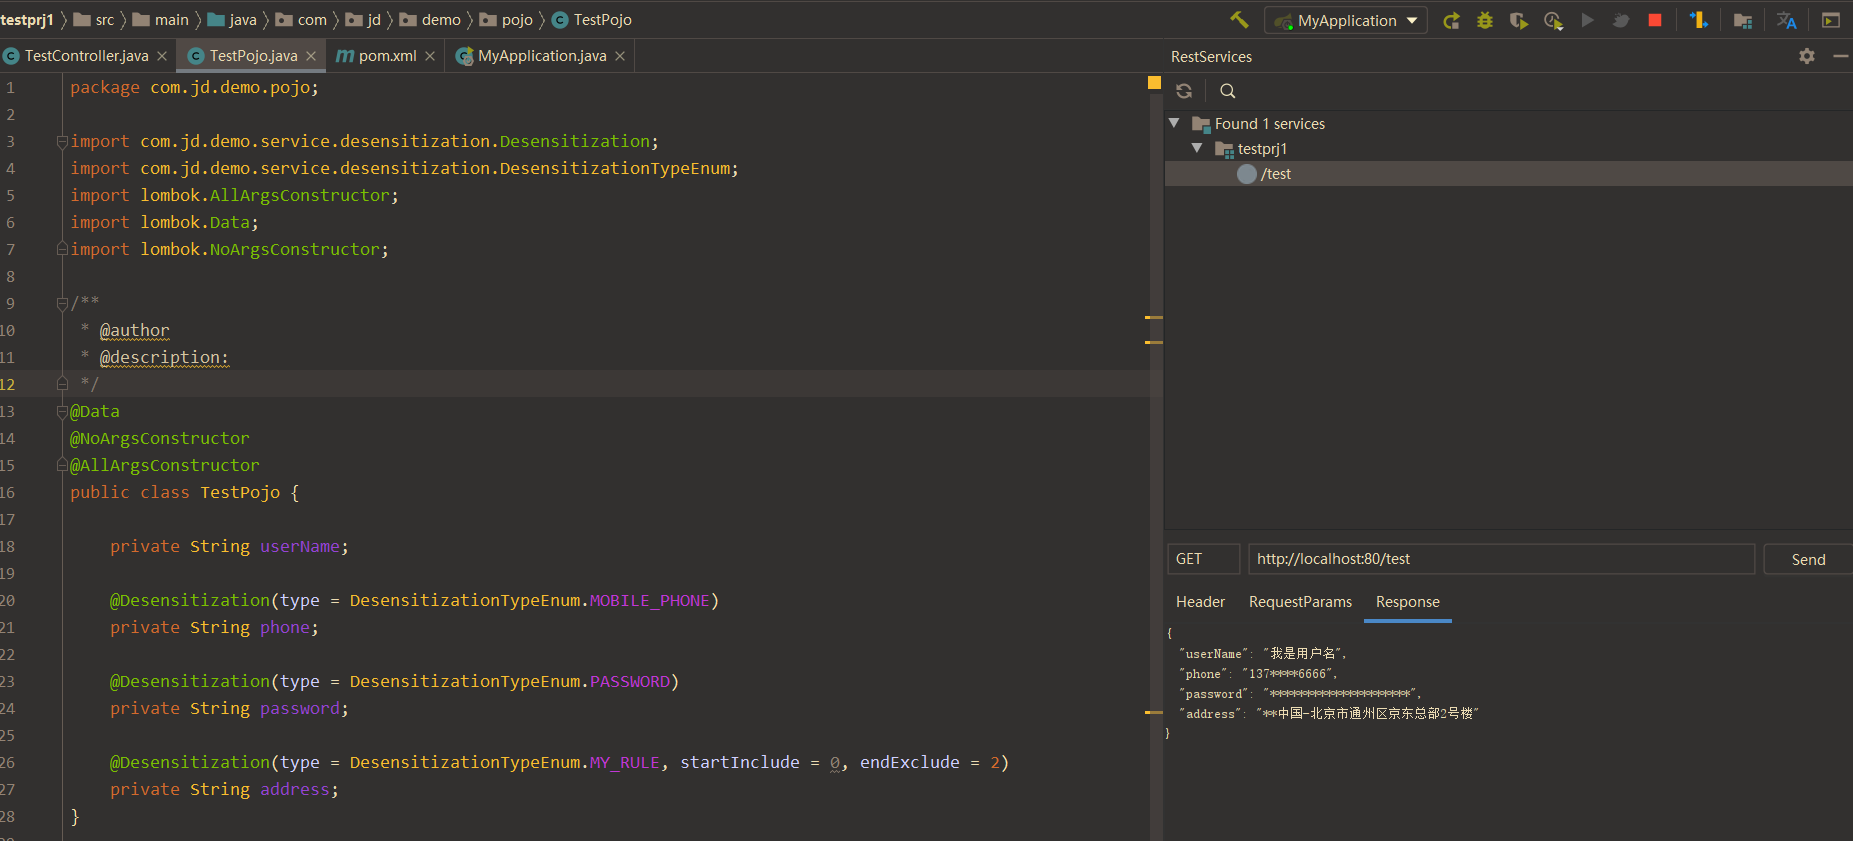 testprj1 src main java com jd demo pojo TestPojo
MyApplication
TestController.java TestPojo.java pom.xml MyApplication.java
1 package com.jd.demo.pojo;
2
3 import com.jd.demo.service.desensitization.Desensitization;
4 import com.jd.demo.service.desensitization.DesensitizationTypeEnum;
5 import lombok.AllArgsConstructor;
6 import lombok.Data;
7 import lombok.NoArgsConstructor;
8
9 /**
10 * @author
11 * @description:
12 */
13 @Data
14 @NoArgsConstructor
15 @AllArgsConstructor
16 public class TestPojo {
17
18 private String userName;
19
20 @Desensitization(type = DesensitizationTypeEnum.MOBILE_PHONE)
21 private String phone;
22
23 @Desensitization(type = DesensitizationTypeEnum.PASSWORD)
24 private String password;
25
26 @Desensitization(type = DesensitizationTypeEnum.MY_RULE, startInclude = 0, endExclude = 2)
27 private String address;
28 }
RestServices
Found 1 services
testprj1
/test
GET http://localhost:80/test Send
Header RequestParams Response
{
"userName": "我是用户名",
"phone": "137****6666",
"password": "********************",
"address": "**中国-北京市通州区京东总部2号楼"
}